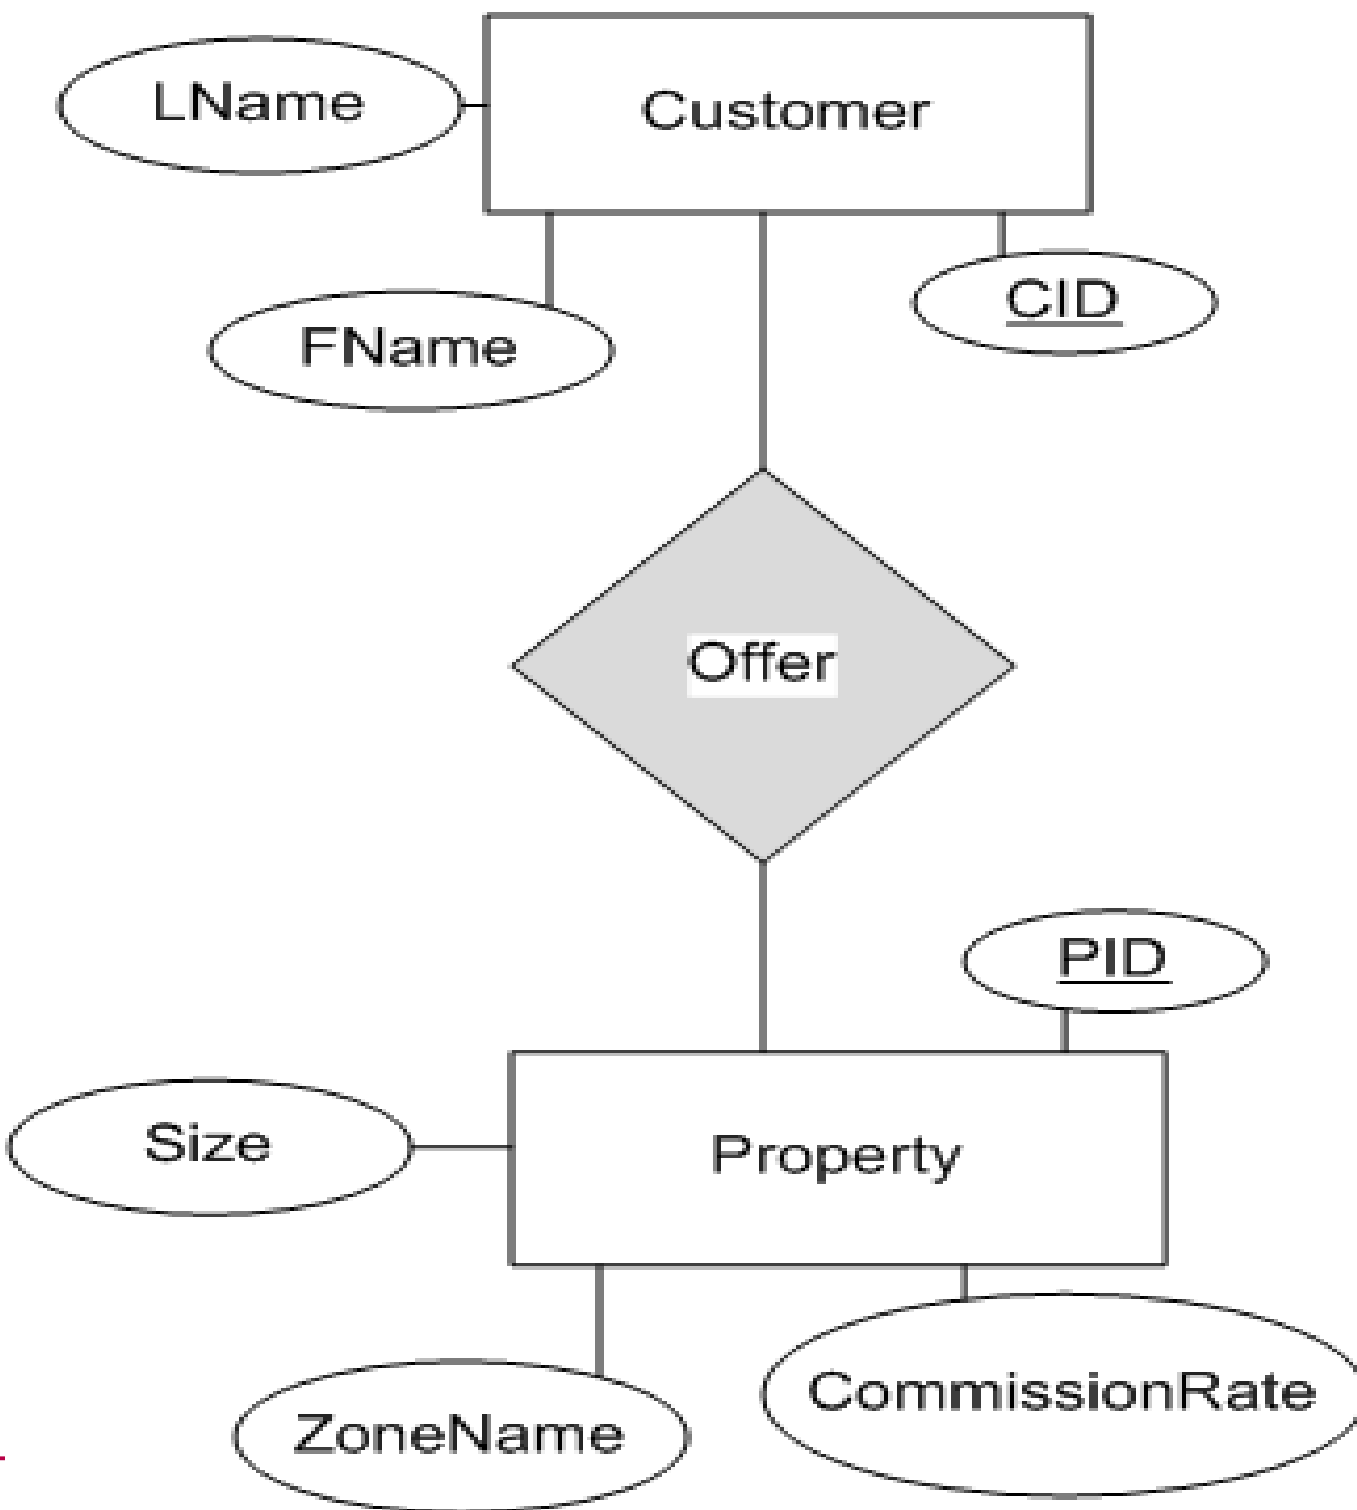 LName
Customer
CID
FName
Offer
PID
Size
Property
CommissionRate
ZoneName